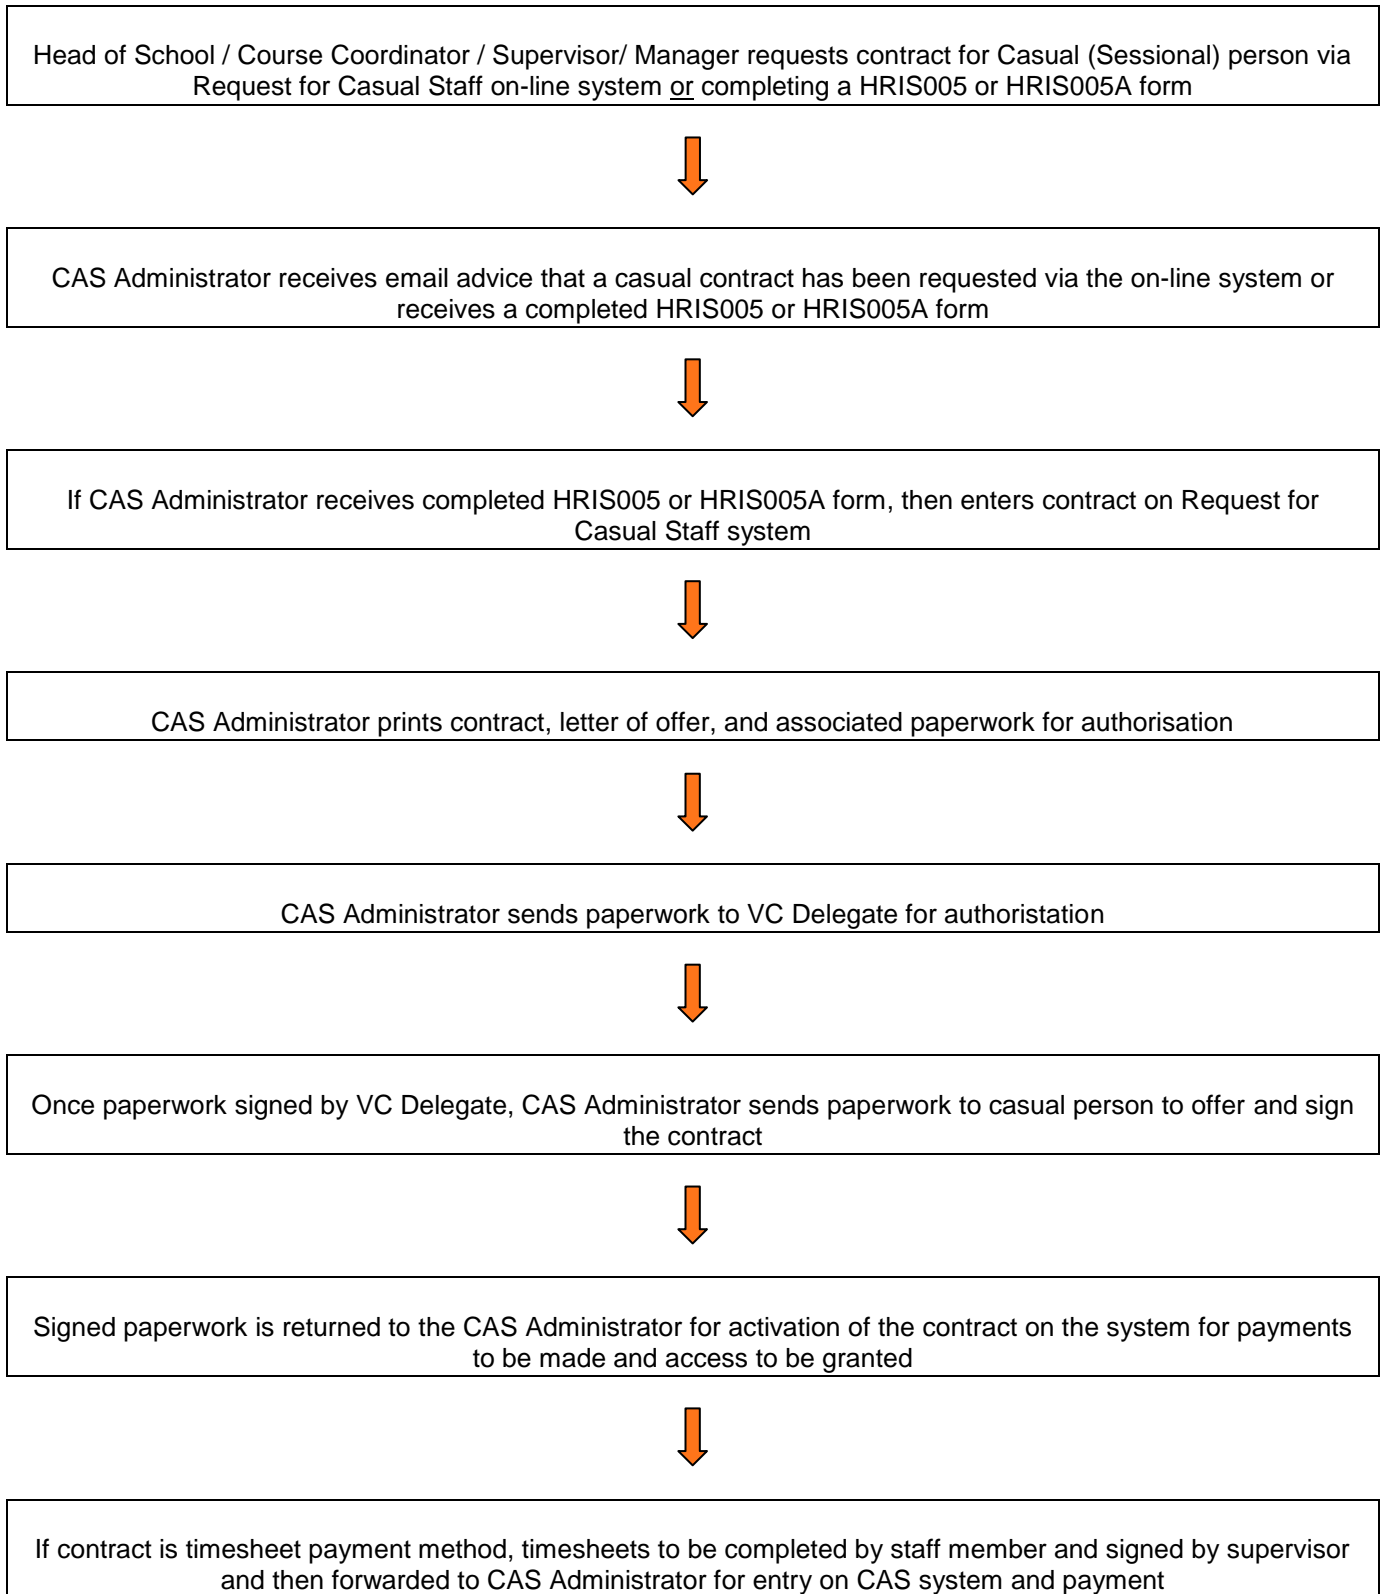 Head of School / Course Coordinator / Supervisor/ Manager requests contract for Casual (Sessional) person via
Request for Casual Staff on-line system or completing a HRIS005 or HRIS005A form
CAS Administrator receives email advice that a casual contract has been requested via the on-line system or
receives a completed HRIS005 or HRIS005A form
If CAS Administrator receives completed HRIS005 or HRIS005A form, then enters contract on Request for
Casual Staff system
CAS Administrator prints contract, letter of offer, and associated paperwork for authorisation
CAS Administrator sends paperwork to VC Delegate for authoristation
Once paperwork signed by VC Delegate, CAS Administrator sends paperwork to casual person to offer and sign
the contract
Signed paperwork is returned to the CAS Administrator for activation of the contract on the system for payments
to be made and access to be granted
If contract is timesheet payment method, timesheets to be completed by staff member and signed by supervisor
and then forwarded to CAS Administrator for entry on CAS system and payment